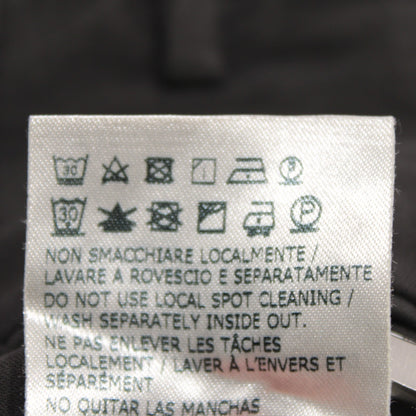 30 P
30 P
NON SMACCHIARE LOCALMENTE /
LAVARE A ROVESCIO E SEPARATAMENTE
DO NOT USE LOCAL SPOT CLEANING /
WASH SEPARATELY INSIDE OUT.
NE PAS ENLEVER LES TÂCHES
LOCALEMENT / LAVER À L'ENVERS ET
SÉPARÉMENT
NO QUITAR LAS MANCHAS